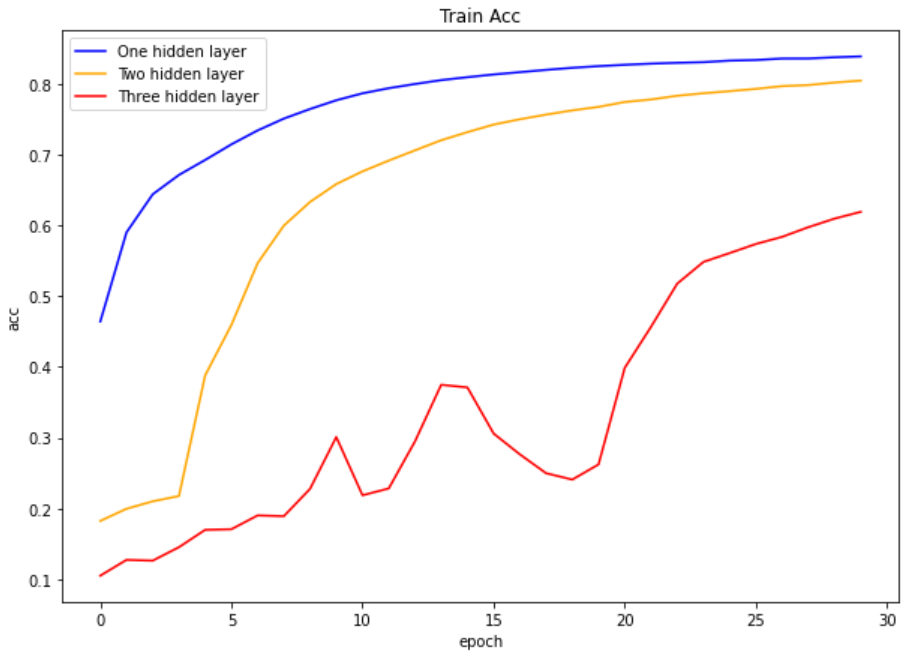 Train Acc
One hidden layer
Two hidden layer
Three hidden layer
acc
0.8
0.7
0.6
0.5
0.4
0.3
0.2
0.1
0 5 10 15 20 25 30
epoch